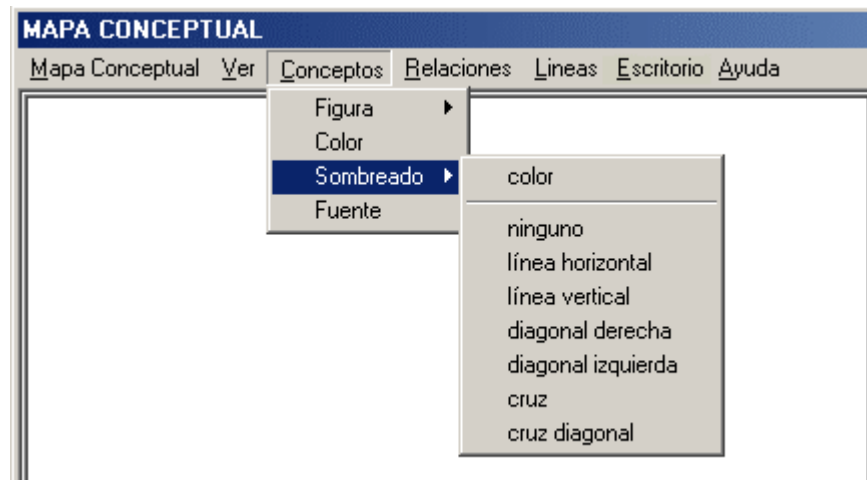 MAPA CONCEPTUAL
Mapa Conceptual Ver Conceptos Relaciones Lineas Escritorio Ayuda
Figura
Color
Sombreado
Fuente
color
ninguno
línea horizontal
línea vertical
diagonal derecha
diagonal izquierda
cruz
cruz diagonal